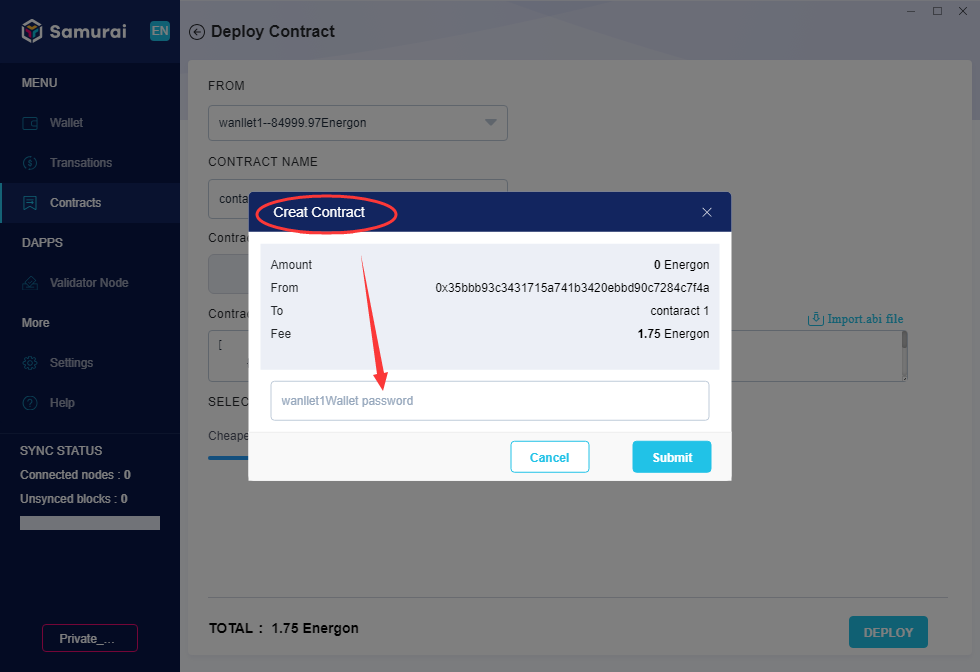 Samurai
EN
MENU
Wallet
Transations
Contracts
DAPPS
Validator Node
More
Settings
Help
SYNC STATUS
Connected nodes : 0
Unsynced blocks : 0
Private_...
Deploy Contract
FROM
wanllet1--84999.97Energon
CONTRACT NAME
conta
Contrac
Contrac
Import.abi file
[
SELEC
Cheape
Creat Contract
Amount 0 Energon
From 0x35bbb93c3431715a741b3420ebbd90c7284c7f4a
To contaract 1
Fee 1.75 Energon
wanllet1Wallet password
Cancel
Submit
TOTAL : 1.75 Energon
DEPLOY